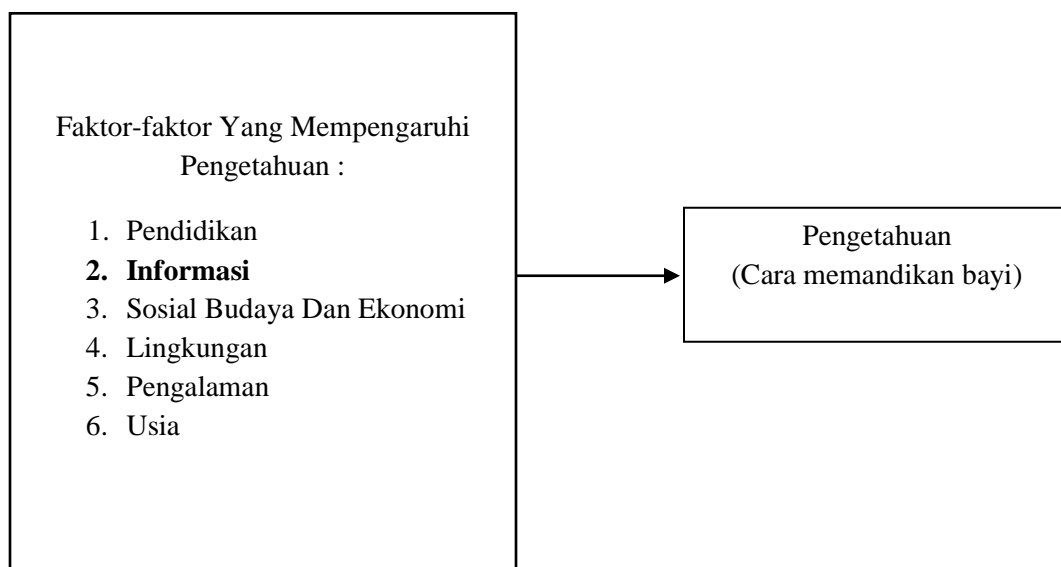 Faktor-faktor Yang Mempengaruhi
Pengetahuan :
1. Pendidikan
2. Informasi
3. Sosial Budaya Dan Ekonomi
4. Lingkungan
5. Pengalaman
6. Usia
Pengetahuan
(Cara memandikan bayi)